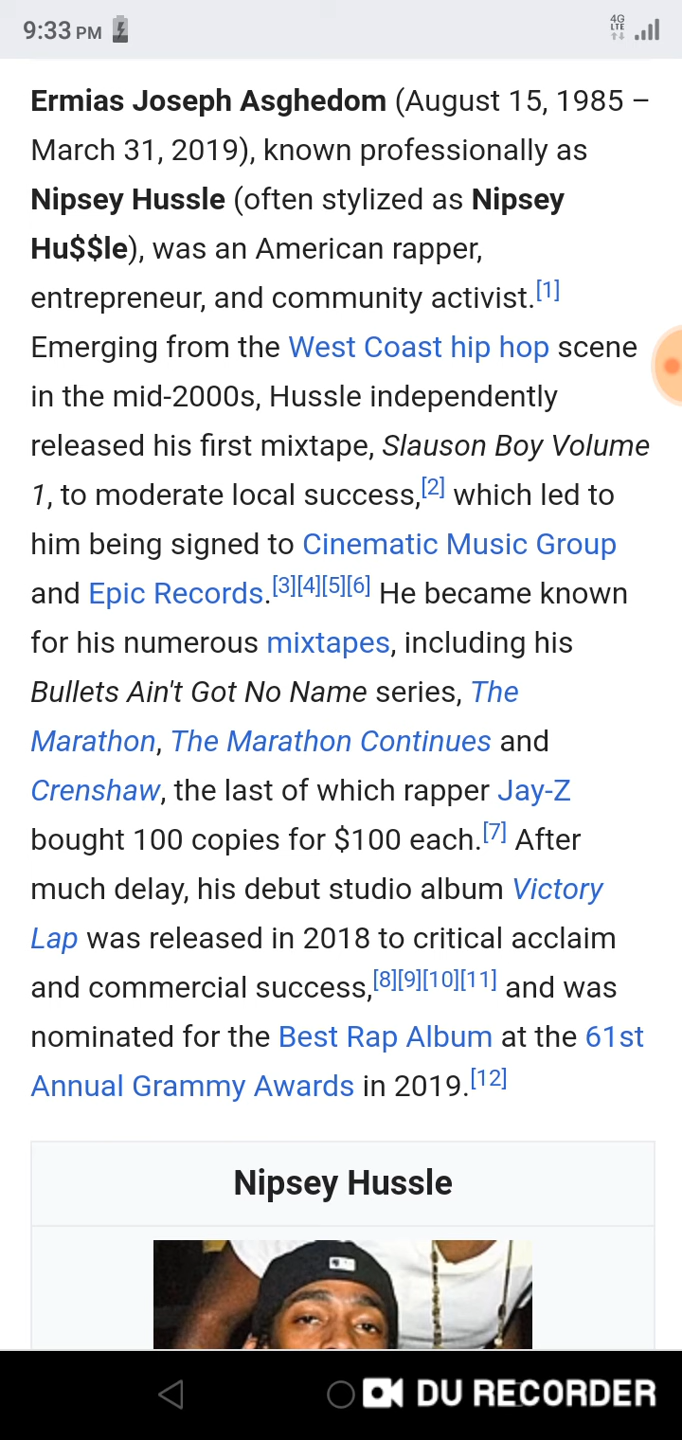 9:33 PM
4G
LTE
Ermias Joseph Asghedom (August 15, 1985 –
March 31, 2019), known professionally as
Nipsey Hussle (often stylized as Nipsey
Hu$$le), was an American rapper,
entrepreneur, and community activist.[1]
Emerging from the West Coast hip hop scene
in the mid-2000s, Hussle independently
released his first mixtape, Slauson Boy Volume
1, to moderate local success,[2] which led to
him being signed to Cinematic Music Group
and Epic Records.[3][4][5][6] He became known
for his numerous mixtapes, including his
Bullets Ain't Got No Name series, The
Marathon, The Marathon Continues and
Crenshaw, the last of which rapper Jay-Z
bought 100 copies for $100 each.[7] After
much delay, his debut studio album Victory
Lap was released in 2018 to critical acclaim
and commercial success,[8][9][10][11] and was
nominated for the Best Rap Album at the 61st
Annual Grammy Awards in 2019.[12]
Nipsey Hussle
DU RECORDER